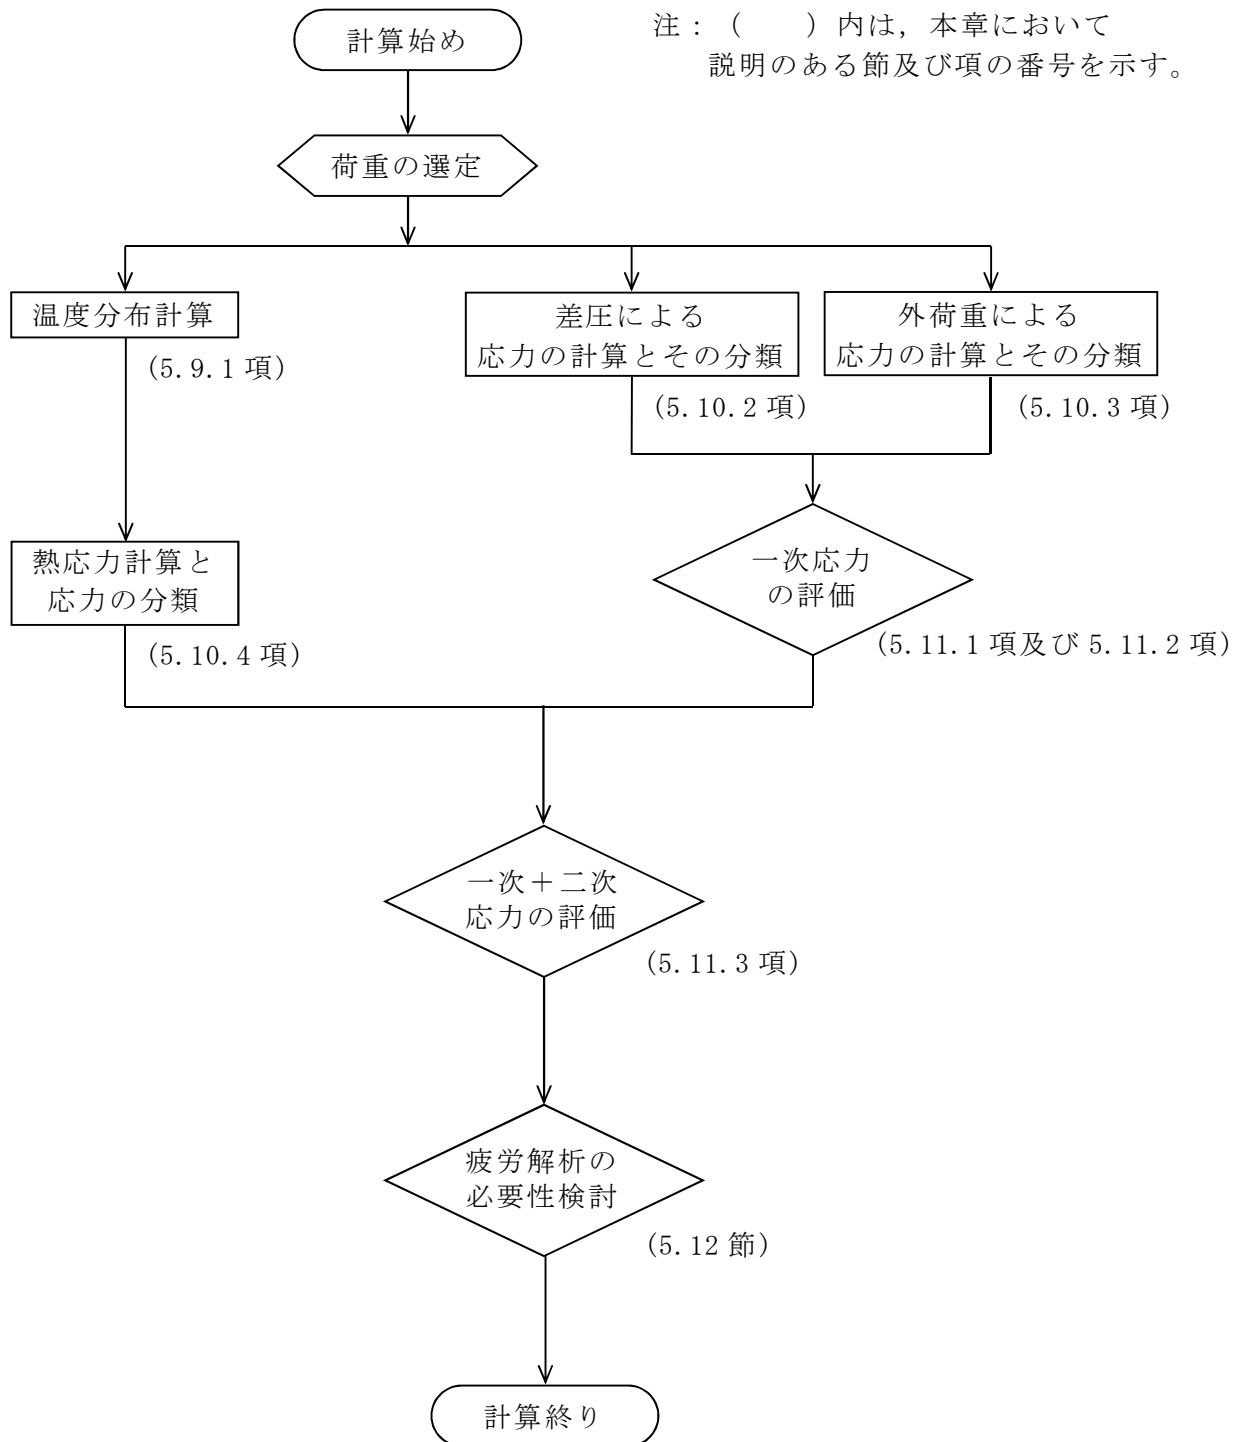 計算始め
注：（　　）内は，本章において
説明のある節及び項の番号を示す。
荷重の選定
温度分布計算
(5.9.1 項)
差圧による
応力の計算とその分類
(5.10.2 項)
外荷重による
応力の計算とその分類
(5.10.3 項)
熱応力計算と
応力の分類
(5.10.4 項)
一次応力
の評価
(5.11.1 項及び 5.11.2 項)
一次＋二次
応力の評価
(5.11.3 項)
疲労解析の
必要性検討
(5.12 節)
計算終り